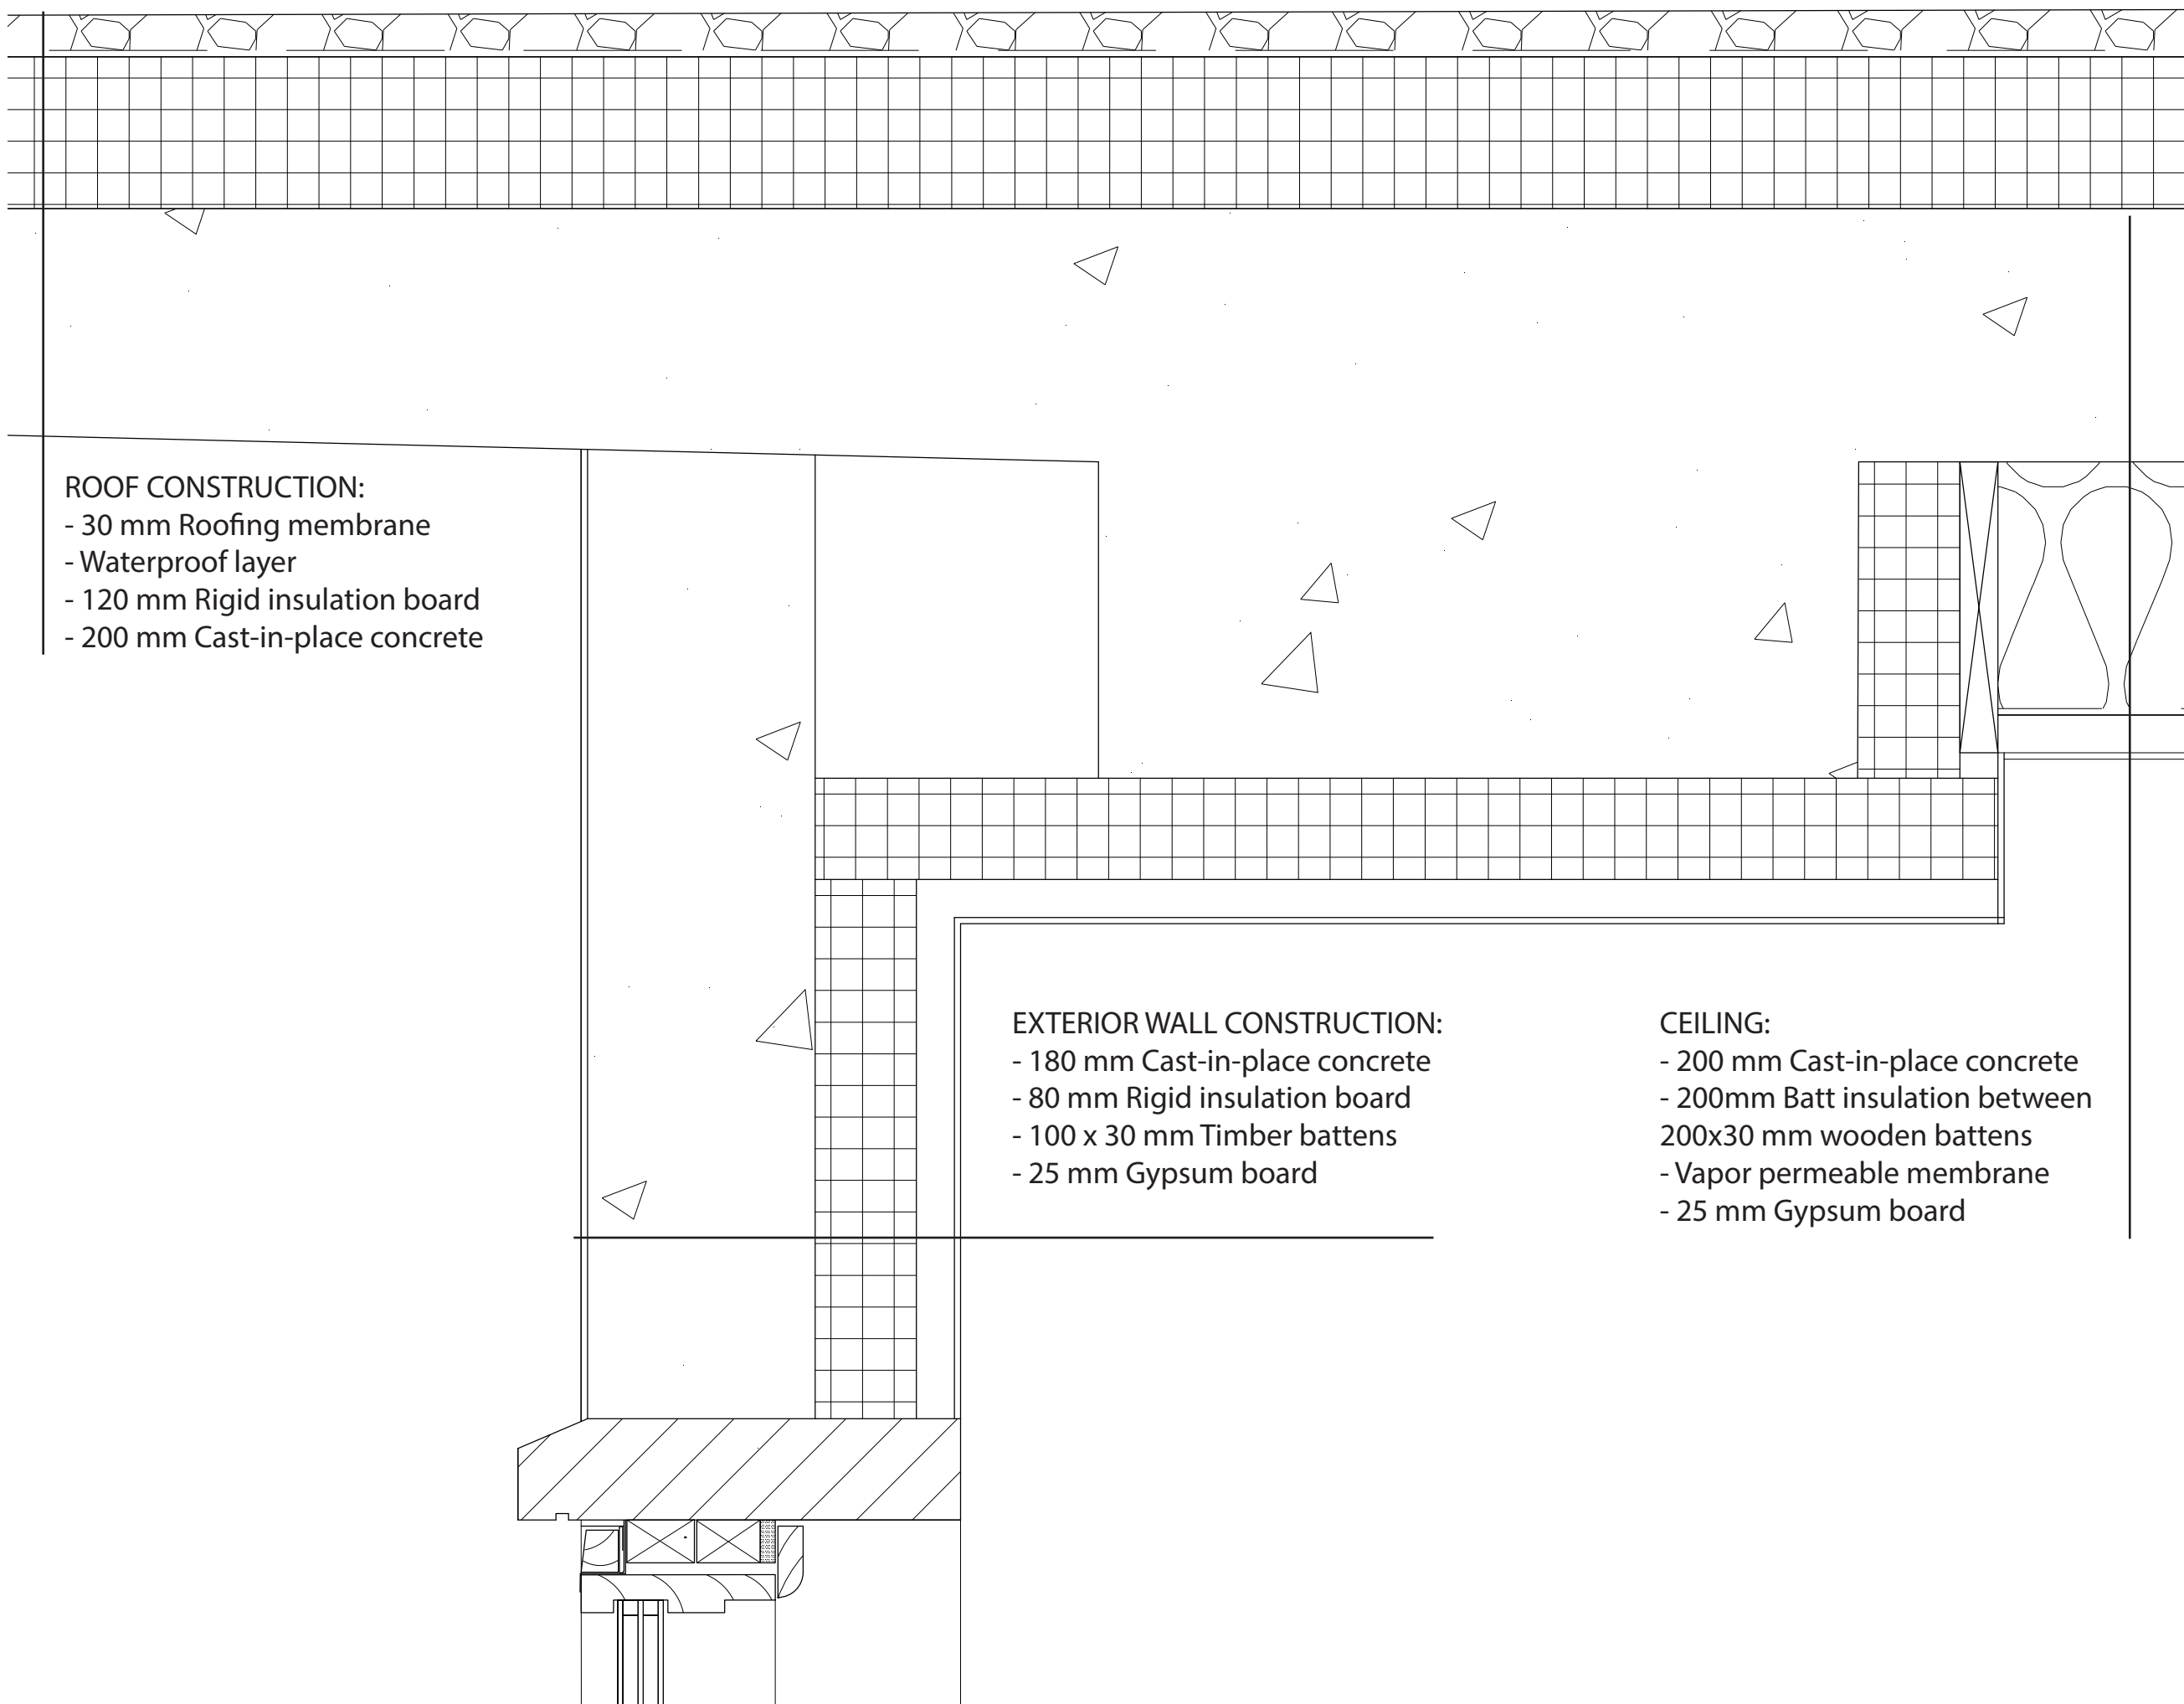 ROOF CONSTRUCTION:
- 30 mm Roofing membrane
- Waterproof layer
- 120 mm Rigid insulation board
- 200 mm Cast-in-place concrete
EXTERIOR WALL CONSTRUCTION:
- 180 mm Cast-in-place concrete
- 80 mm Rigid insulation board
- 100 x 30 mm Timber battens
- 25 mm Gypsum board
CEILING:
- 200 mm Cast-in-place concrete
- 200mm Batt insulation between
200x30 mm wooden battens
- Vapor permeable membrane
- 25 mm Gypsum board